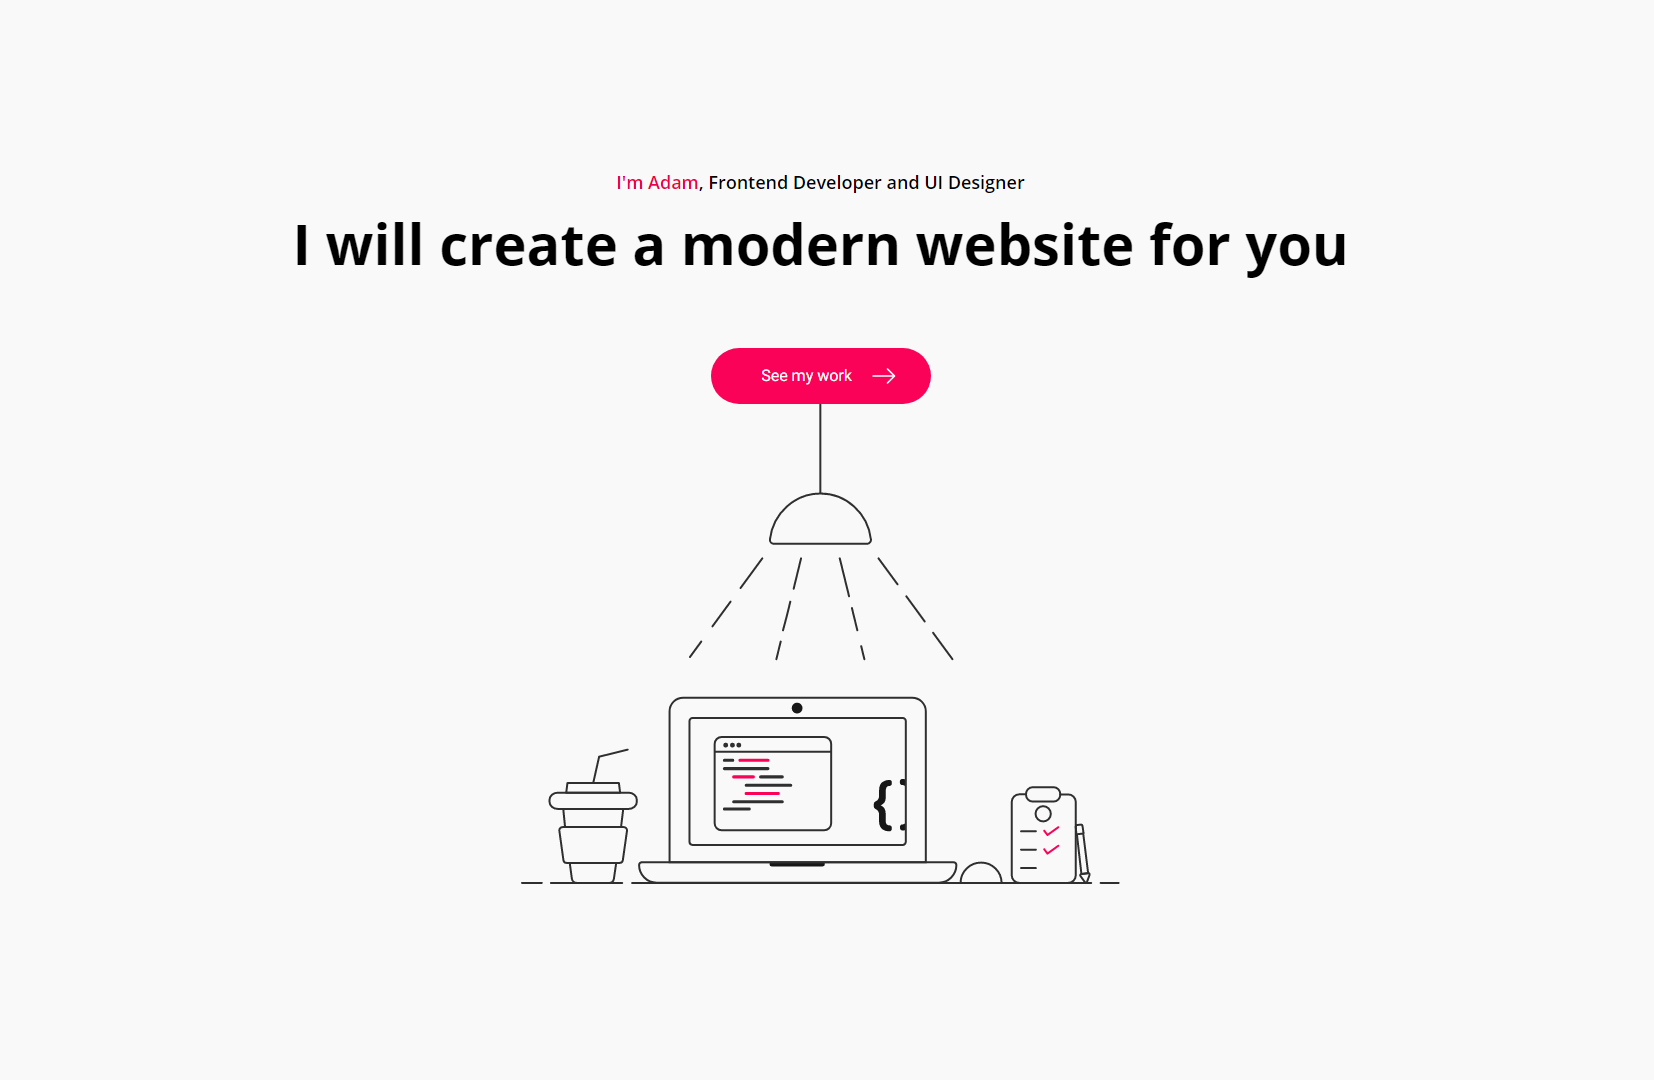 I'm Adam, Frontend Developer and UI Designer
I will create a modern website for you
See my work
{